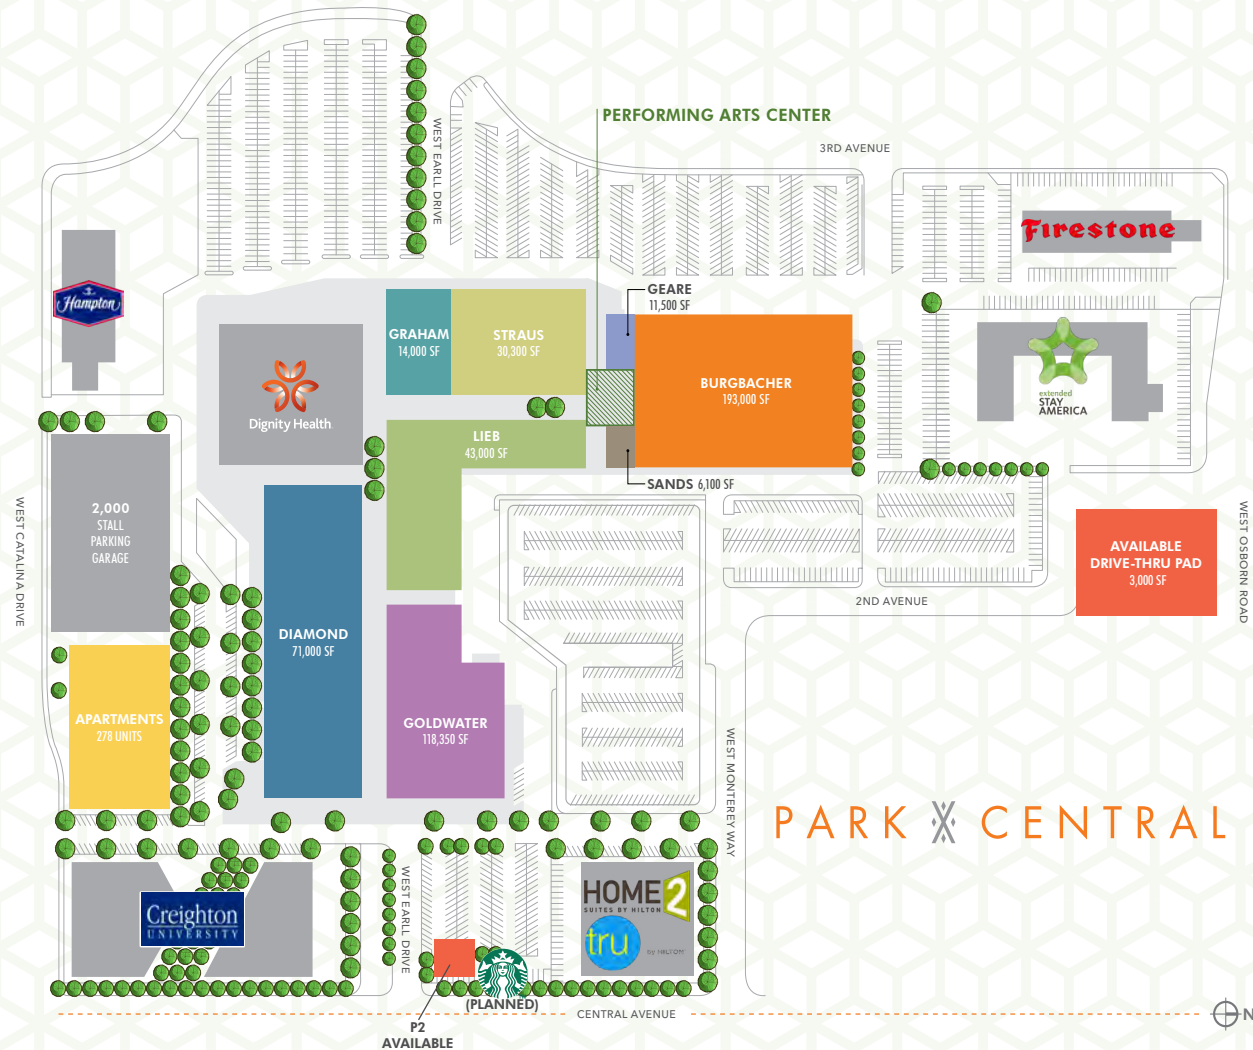 PERFORMING ARTS CENTER
3RD AVENUE
WEST EARLL DRIVE
Firestone
Hampton
GEARE
11,500 SF
GRAHAM
14,000 SF
STRAUS
30,300 SF
BURGBACHER
193,000 SF
Dignity Health
extended
STAY
AMERICA
LIEB
43,000 SF
SANDS 6,100 SF
2,000
STALL
PARKING
GARAGE
WEST CATALINA DRIVE
WEST OSBORN ROAD
AVAILABLE
DRIVE-THRU PAD
3,000 SF
2ND AVENUE
DIAMOND
71,000 SF
APARTMENTS
278 UNITS
GOLDWATER
118,350 SF
WEST MONTEREY WAY
PARK CENTRAL
Creighton
UNIVERSITY
WEST EARLL DRIVE
HOME2
SUITES BY HILTON
tru
by HILTON
(PLANNED)
CENTRAL AVENUE
P2
AVAILABLE
N